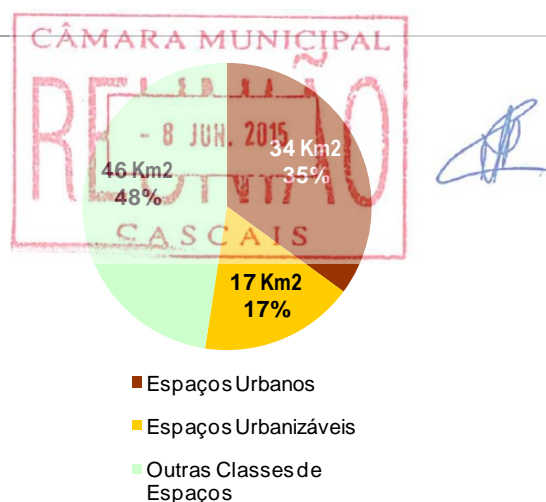 CÂMARA MUNICIPAL
REUNIÃO
- 8 JUN. 2015
CASCAIS
34 Km2
35%
46 Km2
48%
17 Km2
17%
Espaços Urbanos
Espaços Urbanizáveis
Outras Classes de
Espaços